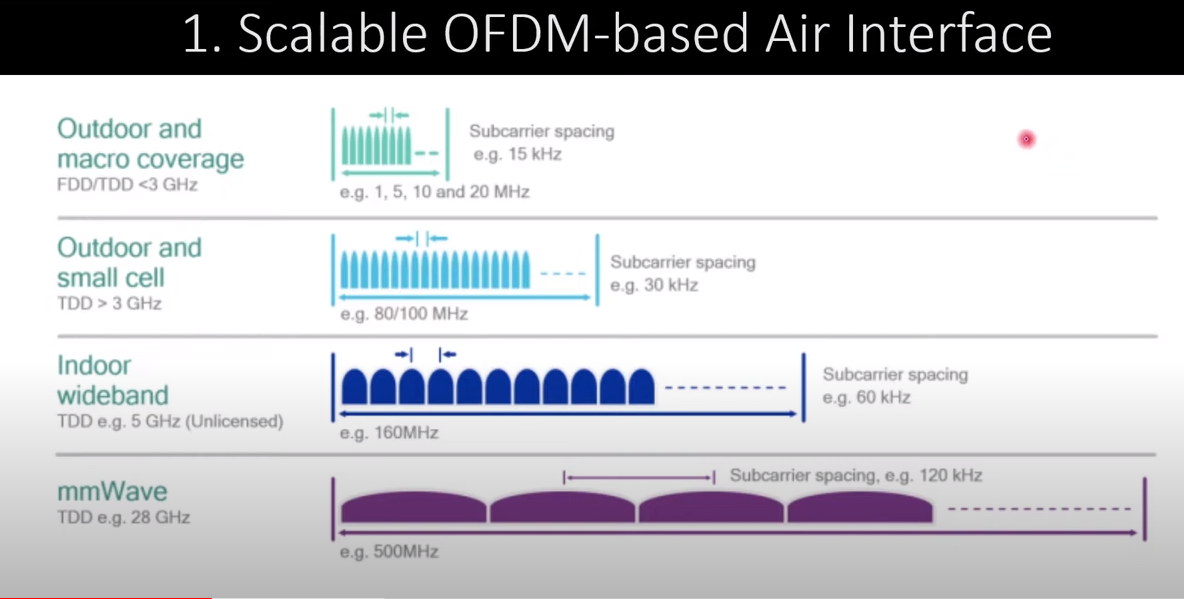 1. Scalable OFDM-based Air Interface
Outdoor and
macro coverage
FDD/TDD <3 GHz
Subcarrier spacing
e.g. 15 kHz
e.g. 1, 5, 10 and 20 MHz
Outdoor and
small cell
TDD > 3 GHz
Subcarrier spacing
e.g. 30 kHz
e.g. 80/100 MHz
Indoor
wideband
TDD e.g. 5 GHz (Unlicensed)
Subcarrier spacing
e.g. 60 kHz
e.g. 160MHz
mmWave
TDD e.g. 28 GHz
Subcarrier spacing, e.g. 120 kHz
e.g. 500MHz